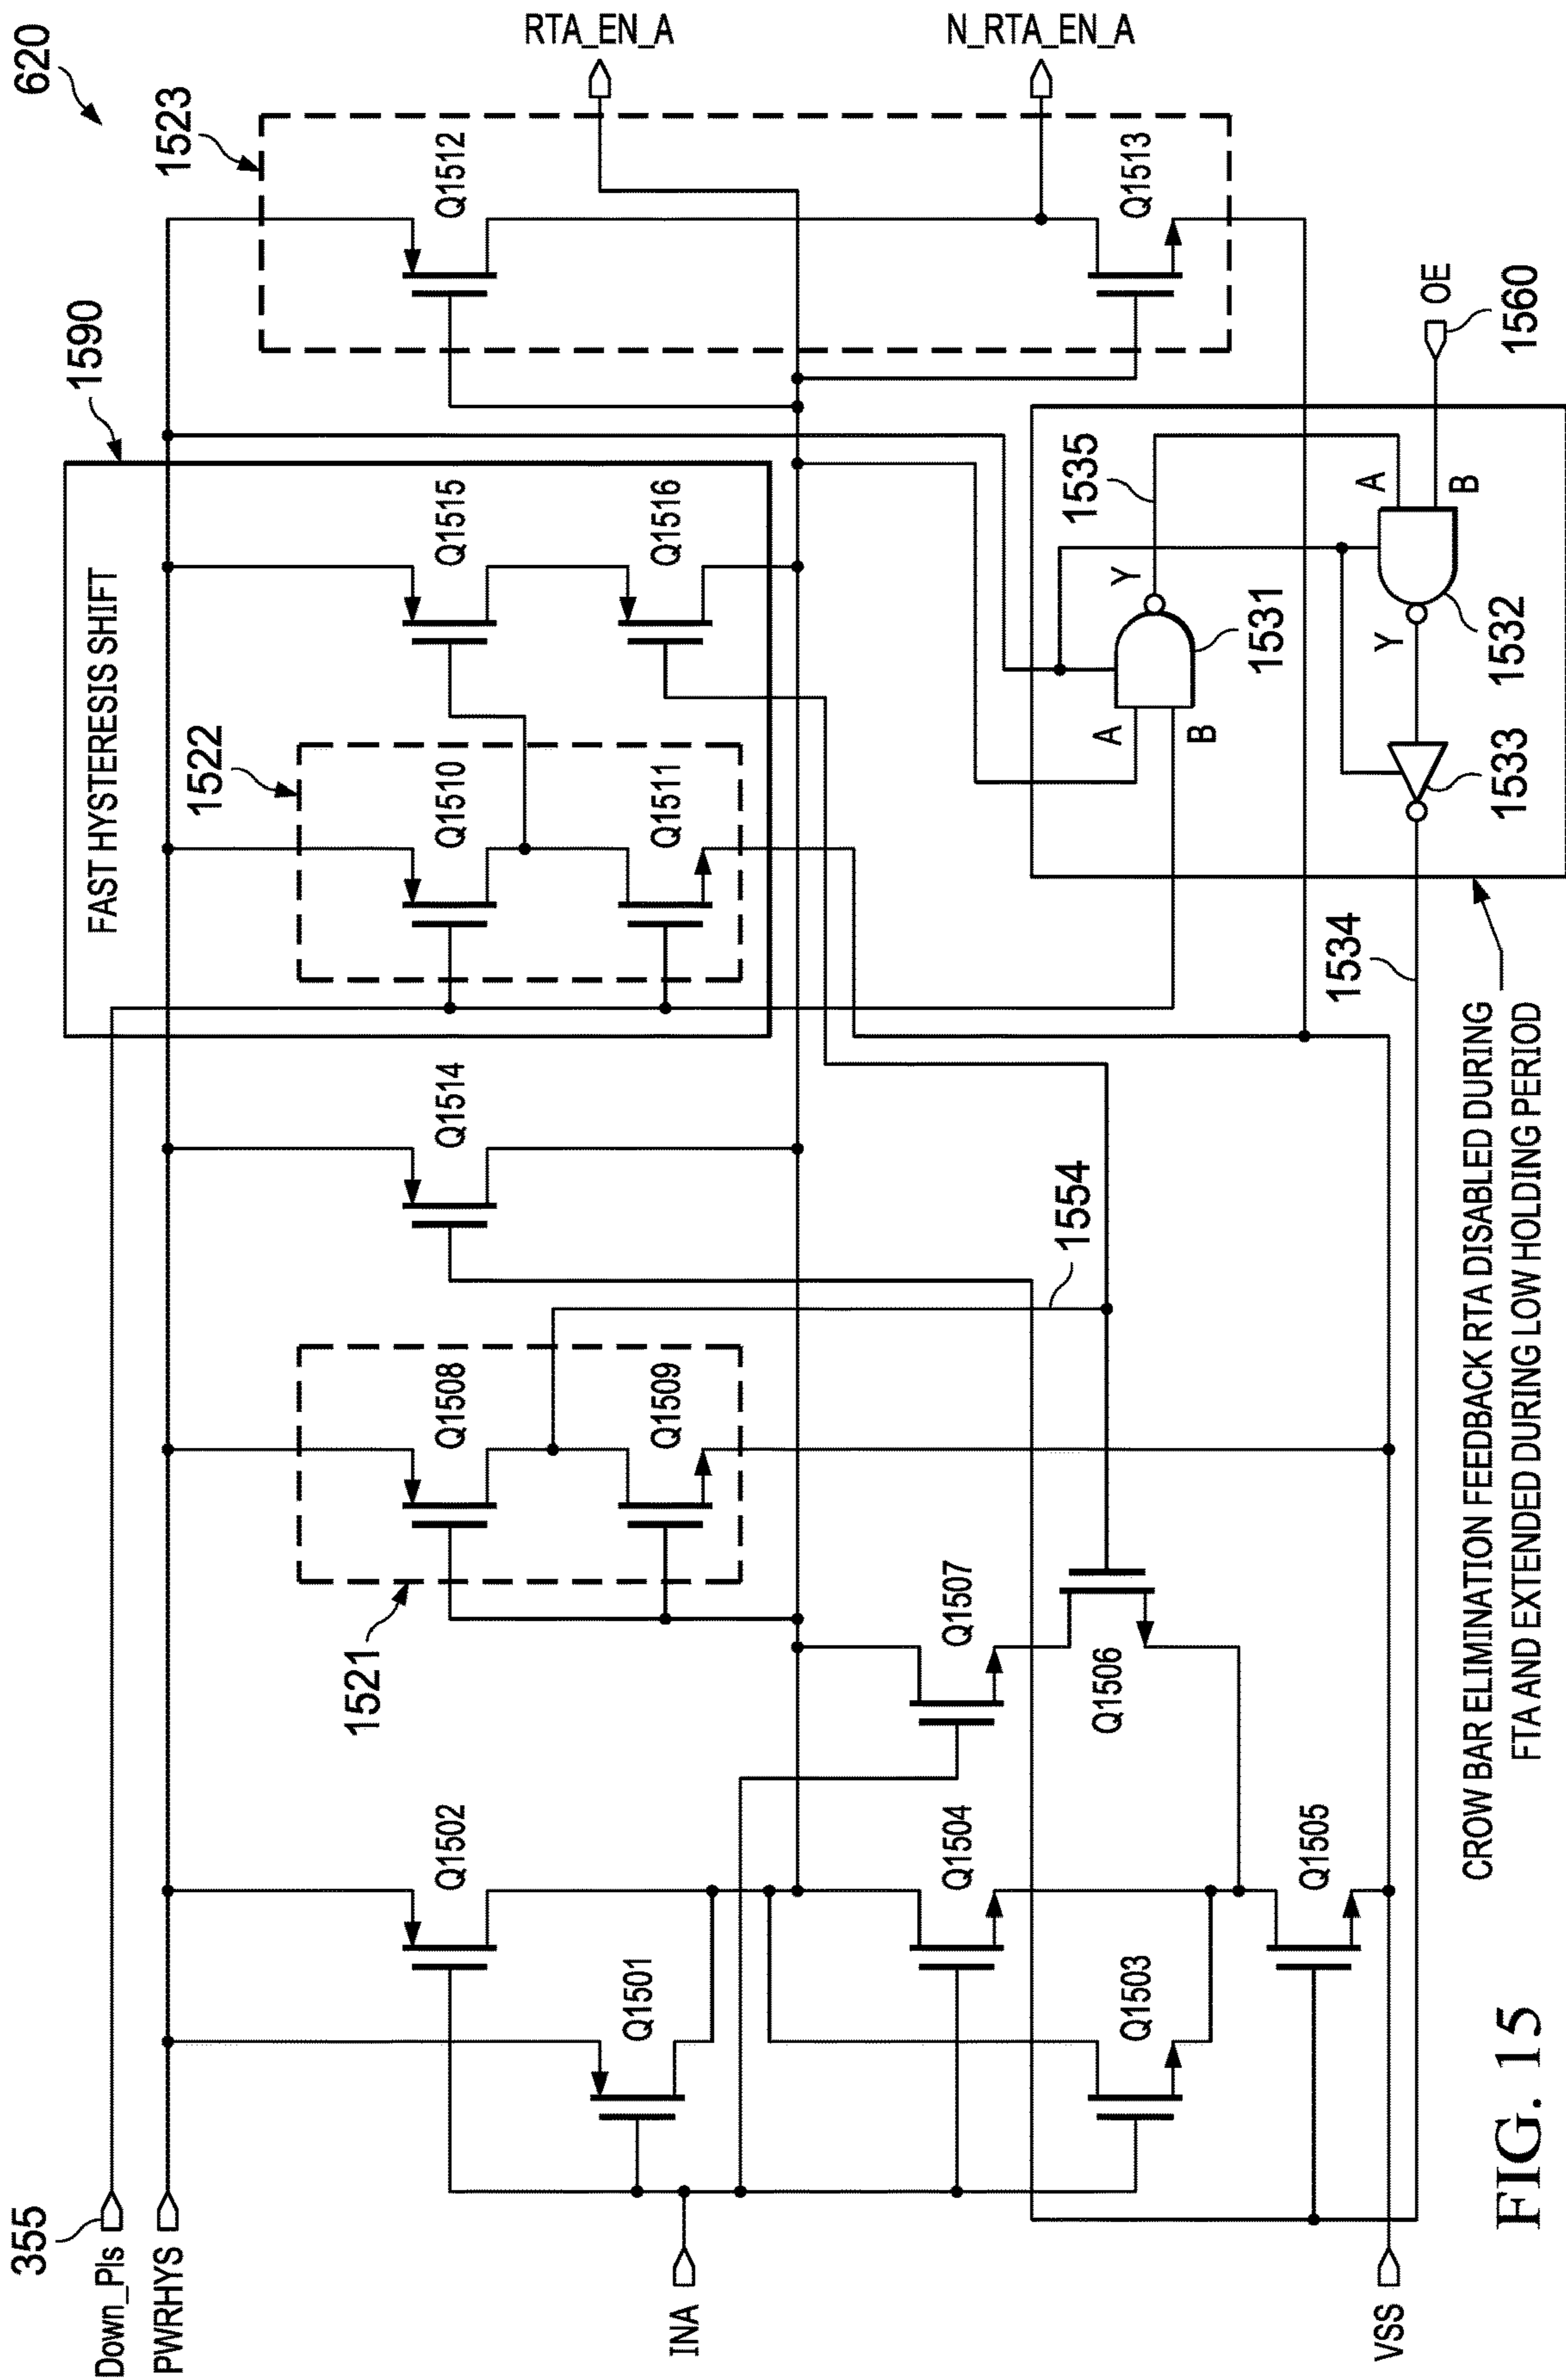 620
1523
1590
FAST HYSTERESIS SHIFT
1522
1521
355
Down_Pls
PWRHYS
INA
VSS
RTA_EN_A
N_RTA_EN_A
Q1512
Q1513
Q1515
Q1516
Q1510
Q1511
Q1514
Q1508
Q1509
1554
Q1507
Q1506
Q1502
Q1501
Q1504
Q1503
Q1505
1535
A
B
Y
1531
A
B
Y
1532
1533
OE
1560
1534
CROW BAR ELIMINATION FEEDBACK RTA DISABLED DURING
FTA AND EXTENDED DURING LOW HOLDING PERIOD
FIG. 15